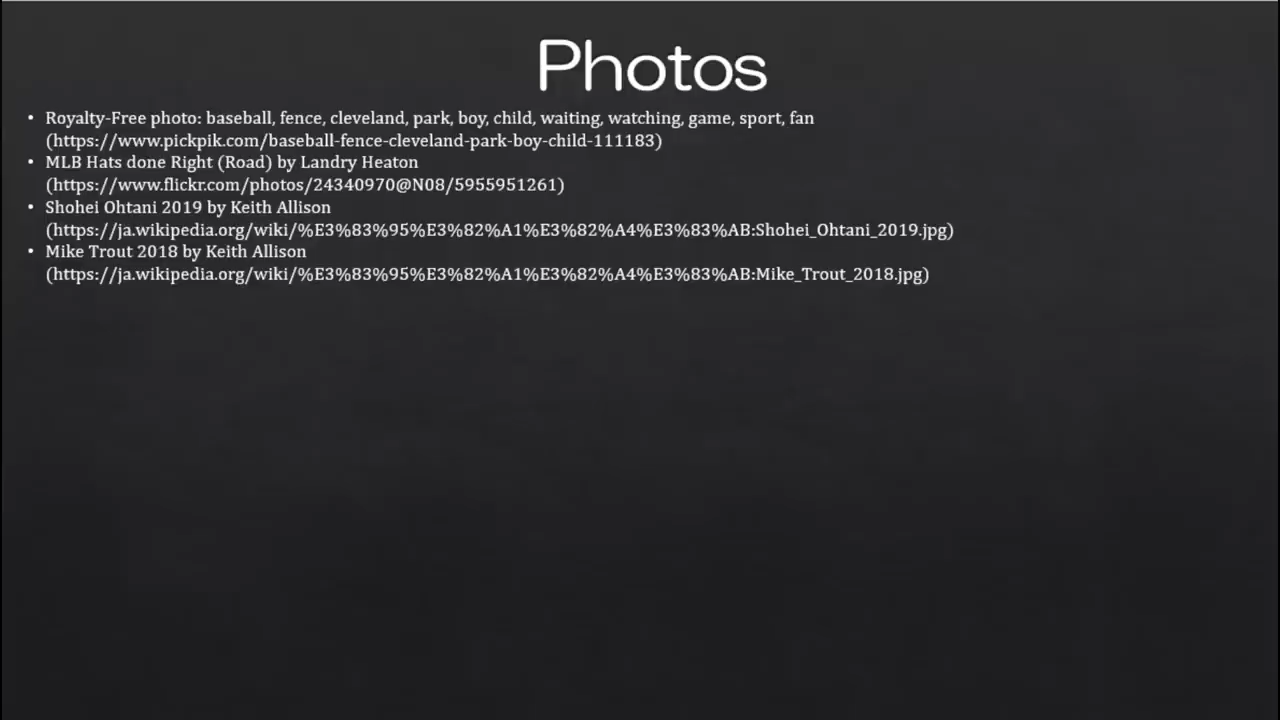 Photos
• Royalty-Free photo: baseball, fence, cleveland, park, boy, child, waiting, watching, game, sport, fan
(https://www.pickpik.com/baseball-fence-cleveland-park-boy-child-111183)
• MLB Hats done Right (Road) by Landry Heaton
(https://www.flickr.com/photos/24340970@N08/5955951261)
• Shohei Ohtani 2019 by Keith Allison
(https://ja.wikipedia.org/wiki/%E3%83%95%E3%82%A1%E3%82%A4%E3%83%AB:Shohei_Ohtani_2019.jpg)
• Mike Trout 2018 by Keith Allison
(https://ja.wikipedia.org/wiki/%E3%83%95%E3%82%A1%E3%82%A4%E3%83%AB:Mike_Trout_2018.jpg)